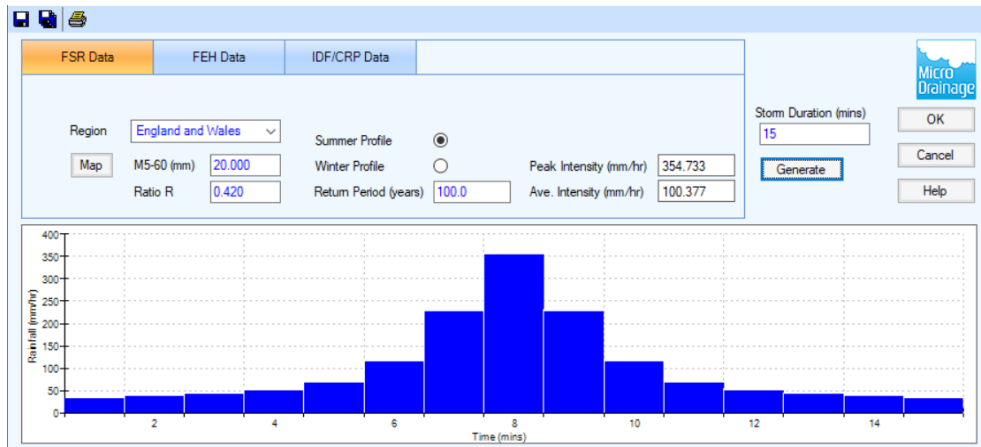 FSR Data FEH Data IDF/CRP Data
Micro
Drainage
Storm Duration (mins)
15
OK
Region England and Wales
Summer Profile
Map M5-60 (mm) 20.000
Winter Profile
Peak Intensity (mm/hr) 354.733
Generate
Cancel
Ratio R 0.420
Return Period (years) 100.0
Ave. Intensity (mm/hr) 100.377
Help
400
350
300
250
200
150
100
50
0
Rainfall (mm/hr)
2 4 6 8 10 12 14
Time (mins)